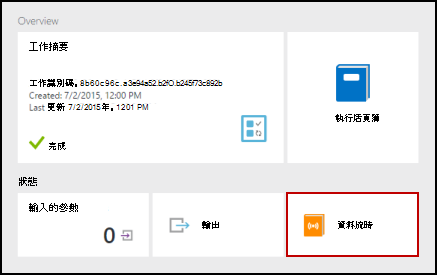 Overview
工作摘要
工作識別碼。8b60c96c. a3e94a52.b2f0.b245f73c892b
Created: 7/2/2015, 12:00 PM
Last 更新 7/2/2015年，1201 PM
完成
執行活頁簿
狀態
輸入的參數
0
輸出
資料流時